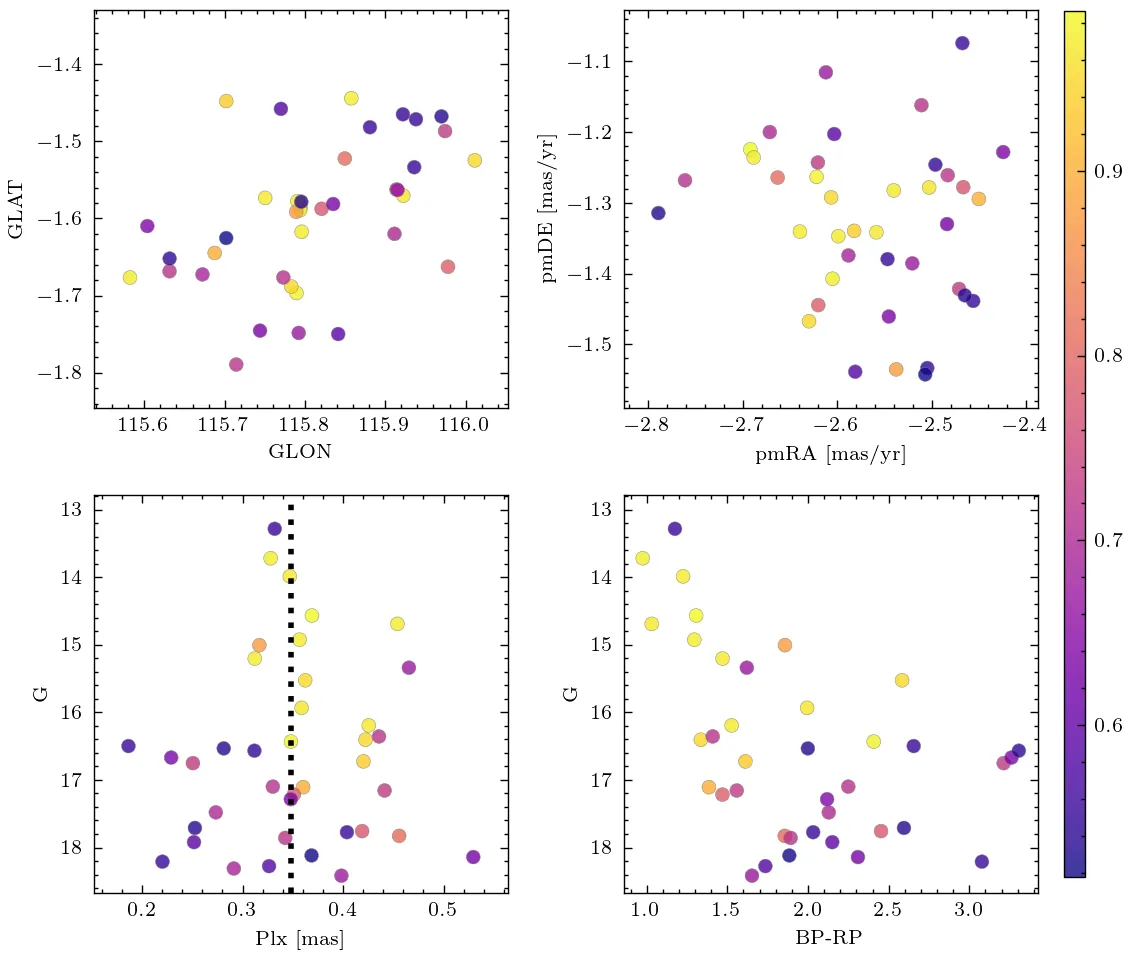 −1.4
−1.5
−1.6
−1.7
−1.8
GLAT
115.6 115.7 115.8 115.9 116.0
GLON
−1.1
−1.2
−1.3
−1.4
−1.5
pmDE [mas/yr]
−2.8 −2.7 −2.6 −2.5 −2.4
pmRA [mas/yr]
13
14
15
16
17
18
G
0.2 0.3 0.4 0.5
Plx [mas]
13
14
15
16
17
18
G
1.0 1.5 2.0 2.5 3.0
BP-RP
0.9
0.8
0.7
0.6